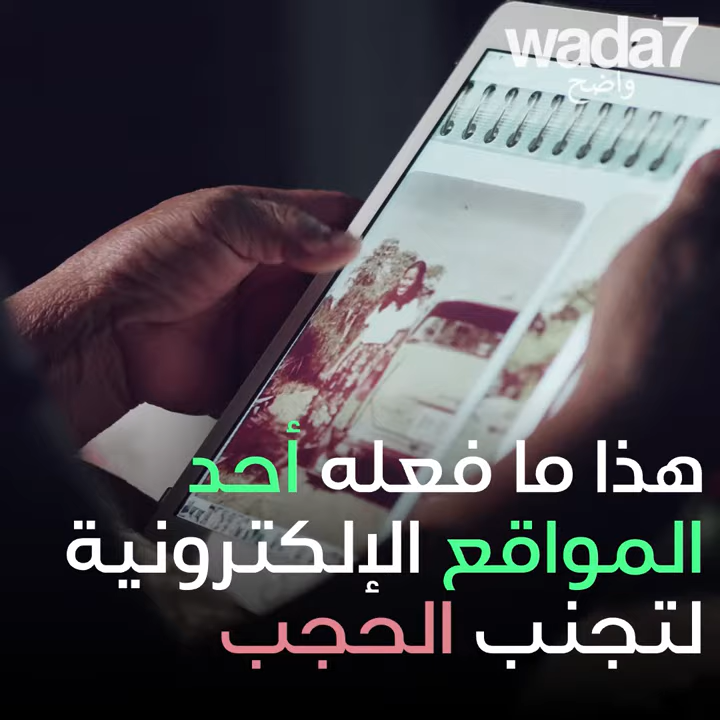 wada7
واضح
هذا ما فعله أحد
المواقع الإلكترونية
لتجنب الحجب